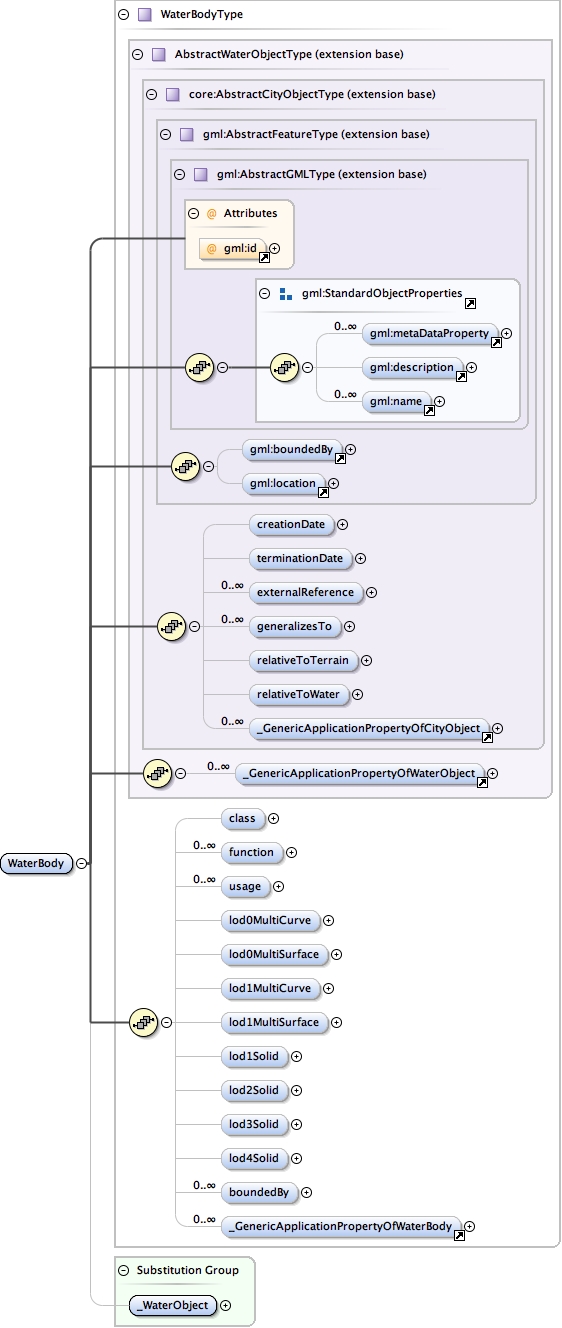 WaterBodyType
AbstractWaterObjectType (extension base)
core:AbstractCityObjectType (extension base)
gml:AbstractFeatureType (extension base)
gml:AbstractGMLType (extension base)
@ Attributes
@ gml:id
gml:StandardObjectProperties
0..∞ gml:metaDataProperty
gml:description
0..∞ gml:name
gml:boundedBy
gml:location
creationDate
terminationDate
0..∞ externalReference
0..∞ generalizesTo
relativeToTerrain
relativeToWater
0..∞ _GenericApplicationPropertyOfCityObject
0..∞ _GenericApplicationPropertyOfWaterObject
class
WaterBody
0..∞ function
0..∞ usage
lod0MultiCurve
lod0MultiSurface
lod1MultiCurve
lod1MultiSurface
lod1Solid
lod2Solid
lod3Solid
lod4Solid
0..∞ boundedBy
0..∞ _GenericApplicationPropertyOfWaterBody
Substitution Group
_WaterObject